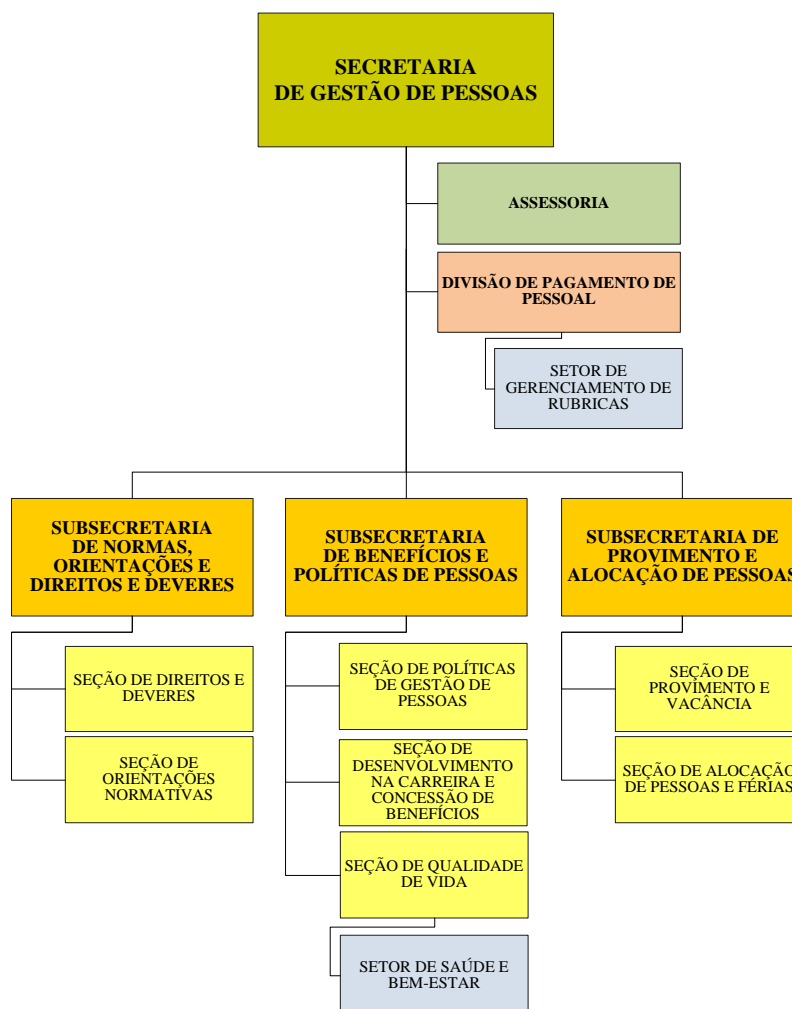 SECRETARIA
DE GESTÃO DE PESSOAS
ASSESSORIA
DIVISÃO DE PAGAMENTO DE
PESSOAL
SETOR DE
GERENCIAMENTO DE
RUBRICAS
SUBSECRETARIA
DE NORMAS,
ORIENTAÇÕES E
DIREITOS E DEVERES
SEÇÃO DE DIREITOS E
DEVERES
SEÇÃO DE
ORIENTAÇÕES
NORMATIVAS
SUBSECRETARIA
DE BENEFÍCIOS E
POLÍTICAS DE PESSOAS
SEÇÃO DE POLÍTICAS
DE GESTÃO DE
PESSOAS
SEÇÃO DE
DESENVOLVIMENTO
NA CARREIRA E
CONCESSÃO DE
BENEFÍCIOS
SEÇÃO DE QUALIDADE
DE VIDA
SETOR DE SAÚDE E
BEM-ESTAR
SUBSECRETARIA DE
PROVIMENTO E
ALOCAÇÃO DE PESSOAS
SEÇÃO DE
PROVIMENTO E
VACÂNCIA
SEÇÃO DE ALOCAÇÃO
DE PESSOAS E FÉRIAS